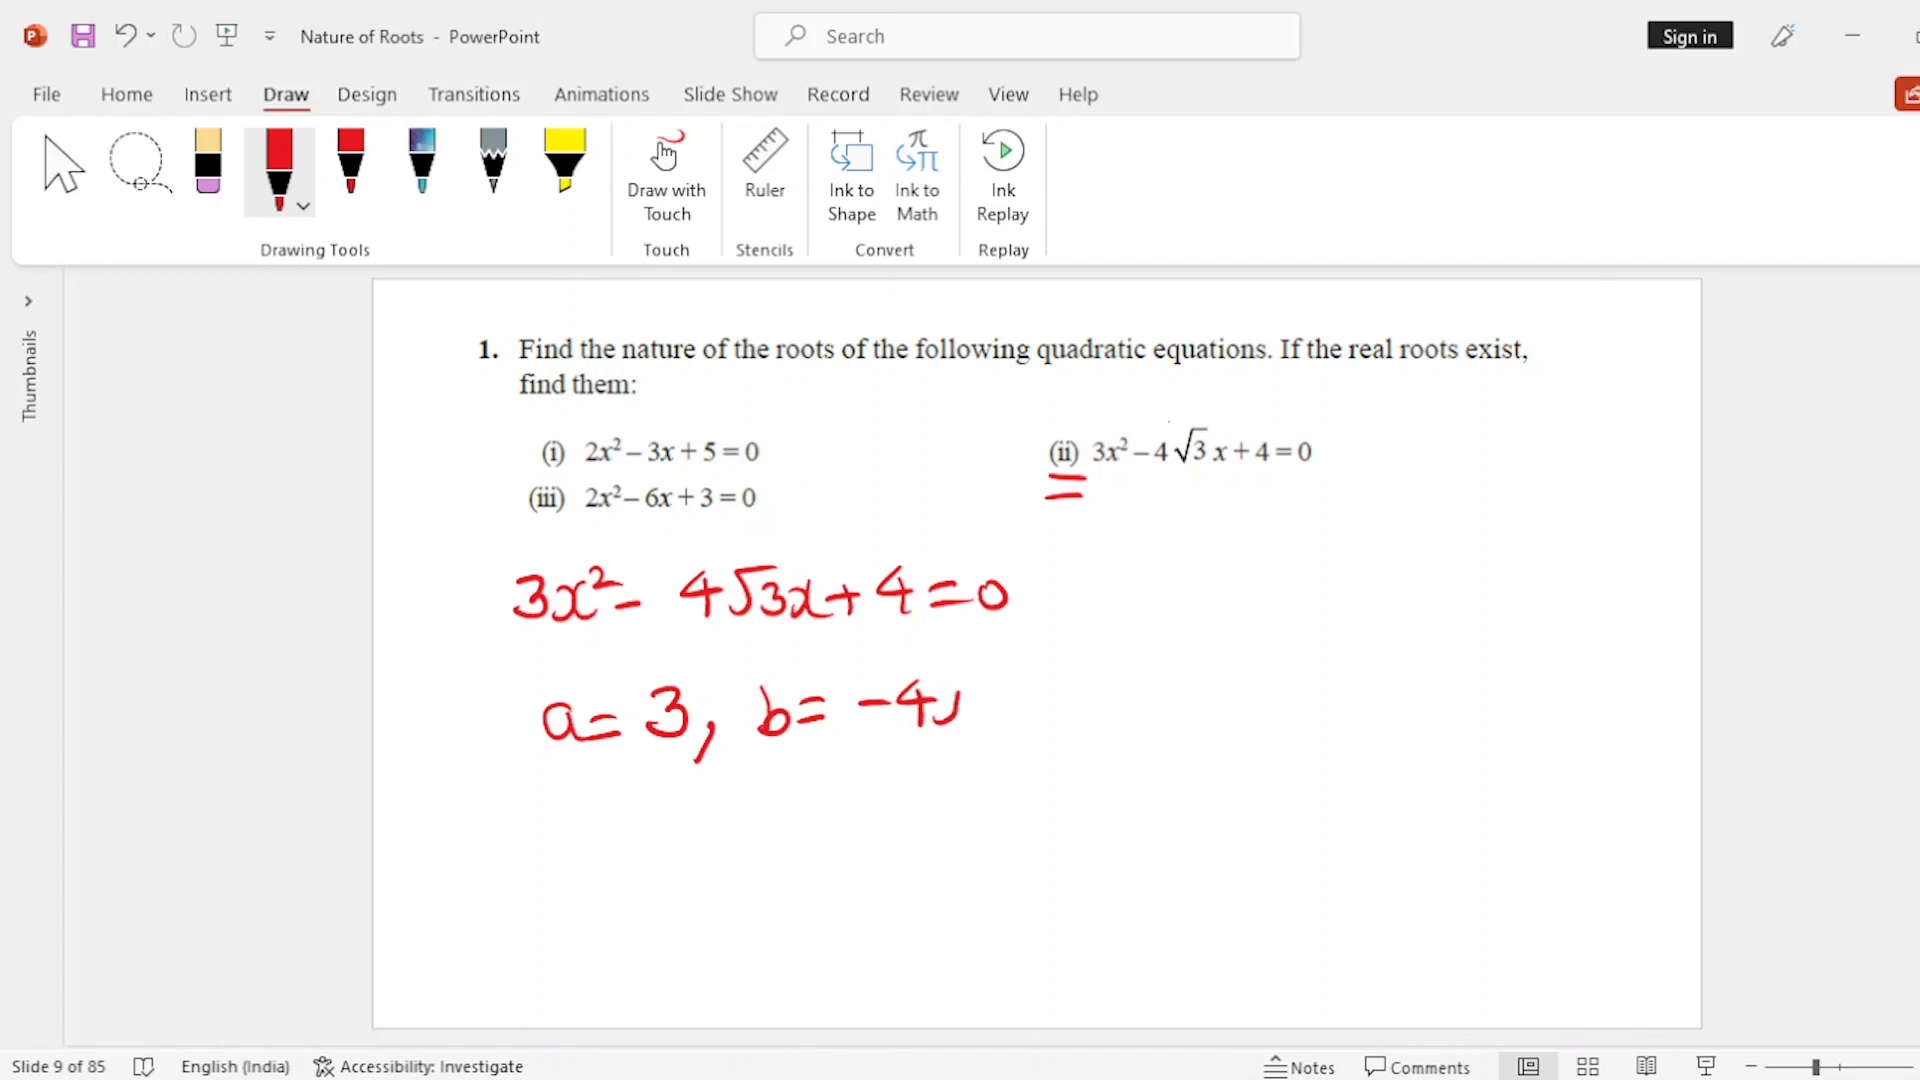 Nature of Roots - PowerPoint
Search
Sign in
File Home Insert Draw Design Transitions Animations Slide Show Record Review View Help
Draw with Touch
Ruler
Ink to Shape
Ink to Math
Ink Replay
Drawing Tools Touch Stencils Convert Replay
Thumbnails
1. Find the nature of the roots of the following quadratic equations. If the real roots exist,
find them:
(i) 2x² – 3x + 5 = 0
(ii) 3x² – 4√3 x + 4 = 0
(iii) 2x² – 6x + 3 = 0
3x² - 4√3x + 4 = 0
a = 3, b = -4
Slide 9 of 85 English (India) Accessibility: Investigate Notes Comments